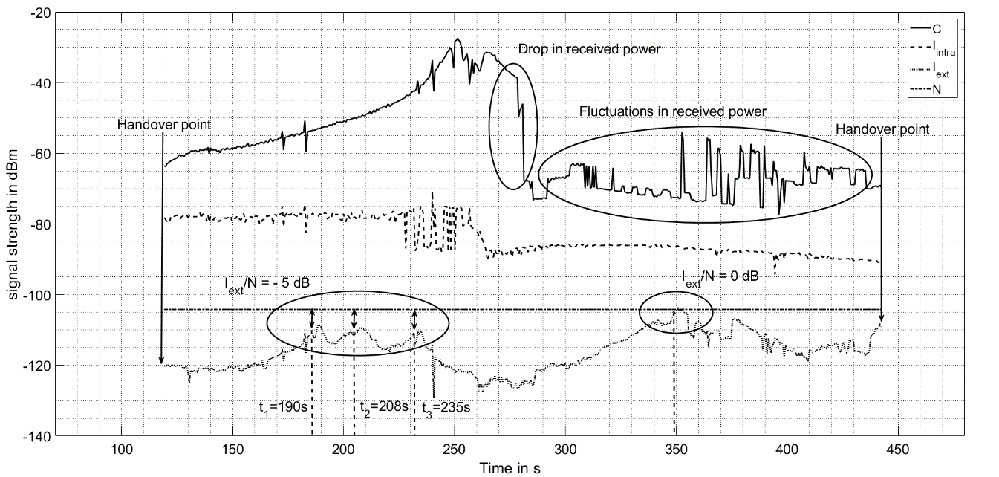 -20
-40
-60
-80
-100
-120
-140
signal strength in dBm
100
150
200
250
300
350
400
450
Time in s
C
I_intra
I_ext
N
Drop in received power
Fluctuations in received power
Handover point
Handover point
I_ext/N = - 5 dB
I_ext/N = 0 dB
t_1=190s
t_2=208s
t_3=235s